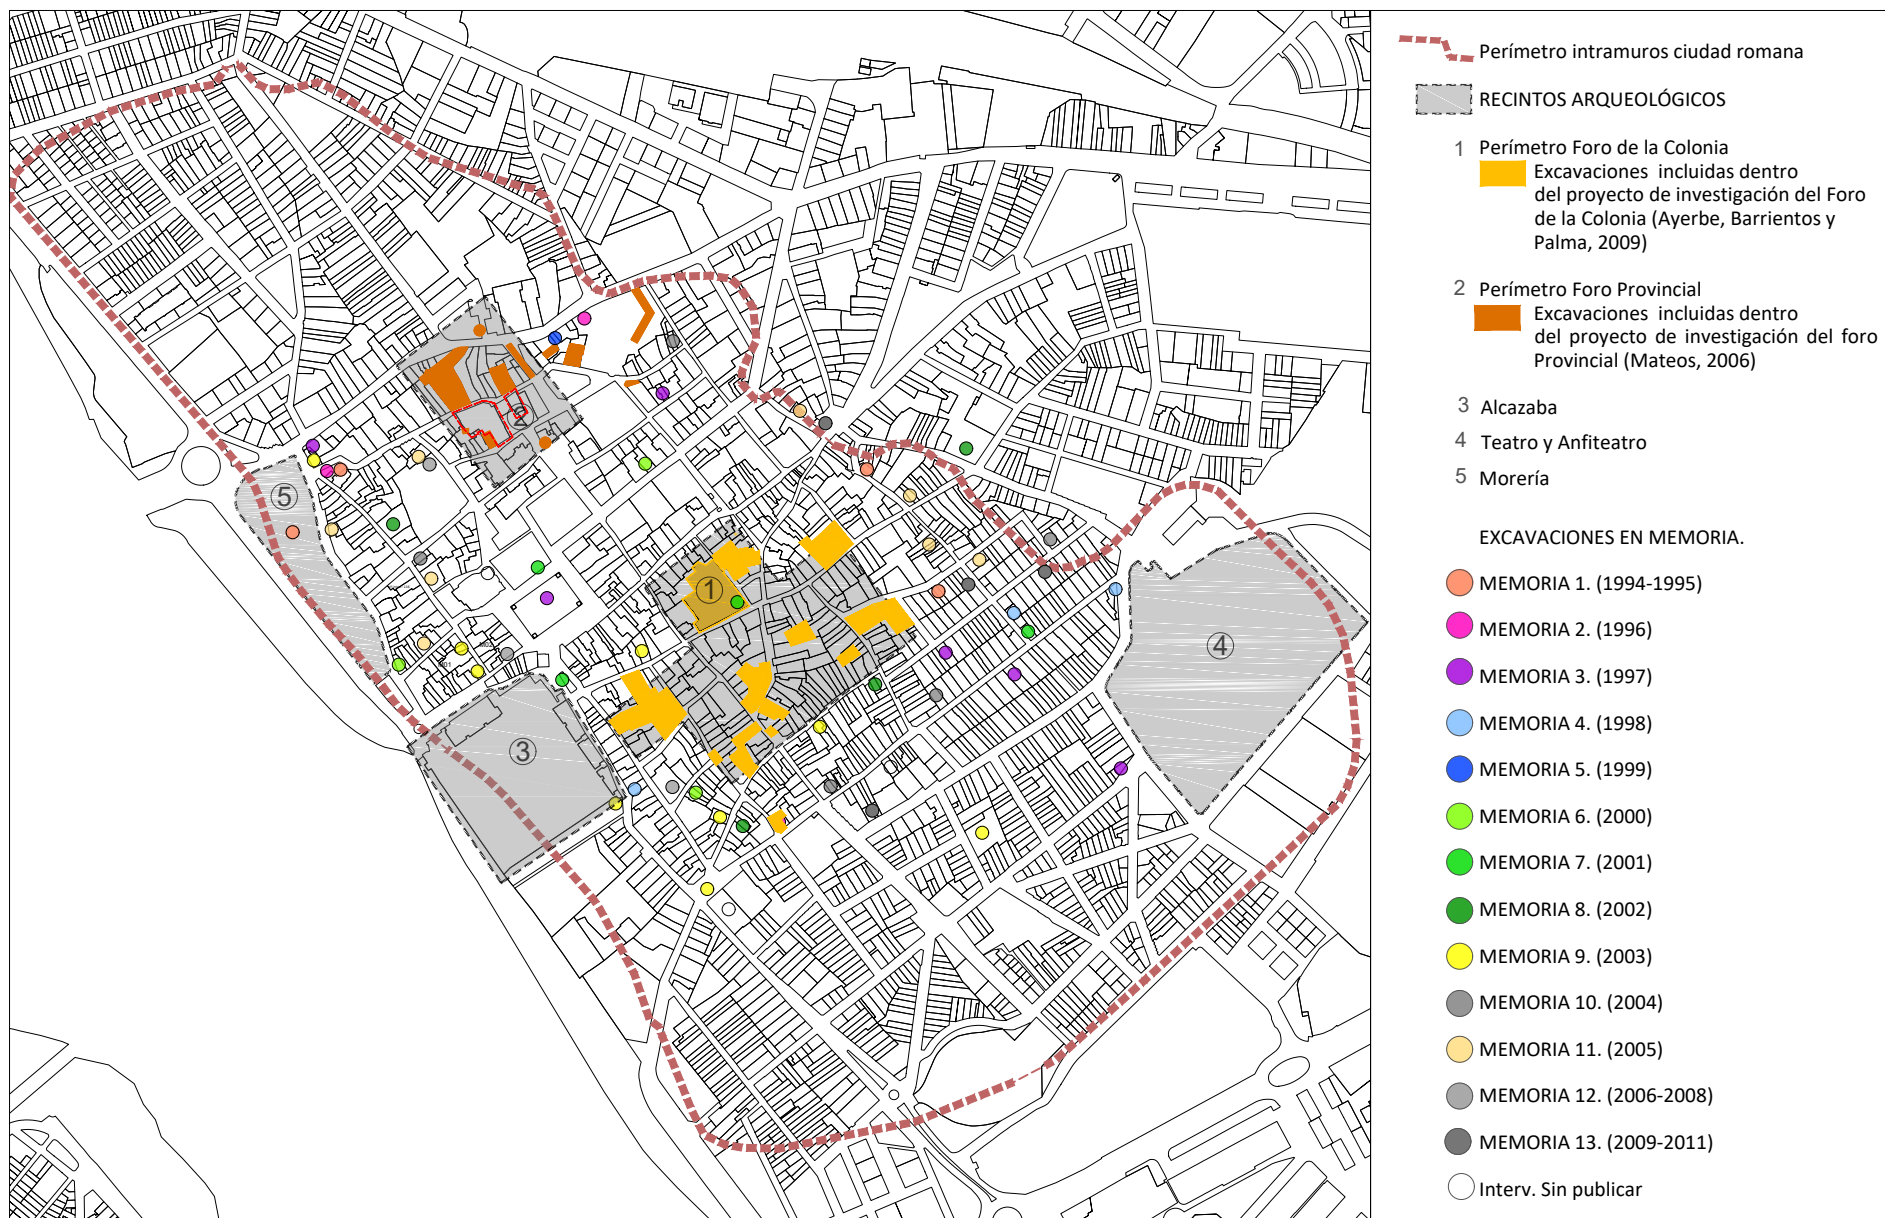 Perímetro intramuros ciudad romana
RECINTOS ARQUEOLÓGICOS
1 Perímetro Foro de la Colonia
Excavaciones incluidas dentro
del proyecto de investigación del Foro
de la Colonia (Ayerbe, Barrientos y
Palma, 2009)
2 Perímetro Foro Provincial
Excavaciones incluidas dentro
del proyecto de investigación del foro
Provincial (Mateos, 2006)
3 Alcazaba
4 Teatro y Anfiteatro
5 Morería
EXCAVACIONES EN MEMORIA.
MEMORIA 1. (1994-1995)
MEMORIA 2. (1996)
MEMORIA 3. (1997)
MEMORIA 4. (1998)
MEMORIA 5. (1999)
MEMORIA 6. (2000)
MEMORIA 7. (2001)
MEMORIA 8. (2002)
MEMORIA 9. (2003)
MEMORIA 10. (2004)
MEMORIA 11. (2005)
MEMORIA 12. (2006-2008)
MEMORIA 13. (2009-2011)
Interv. Sin publicar
2
5
1
4
3